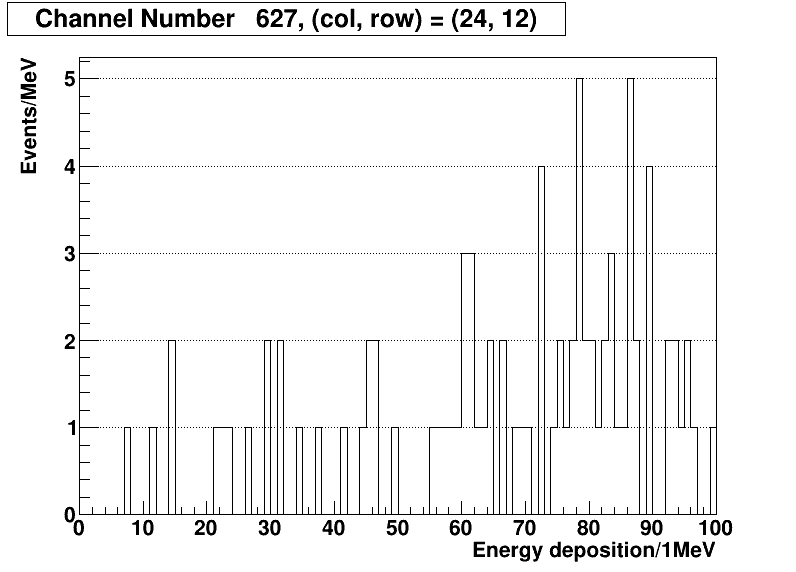 Channel Number 627, (col, row) = (24, 12)
Events/MeV
5
4
3
2
1
0
0 10 20 30 40 50 60 70 80 90 100
Energy deposition/1MeV